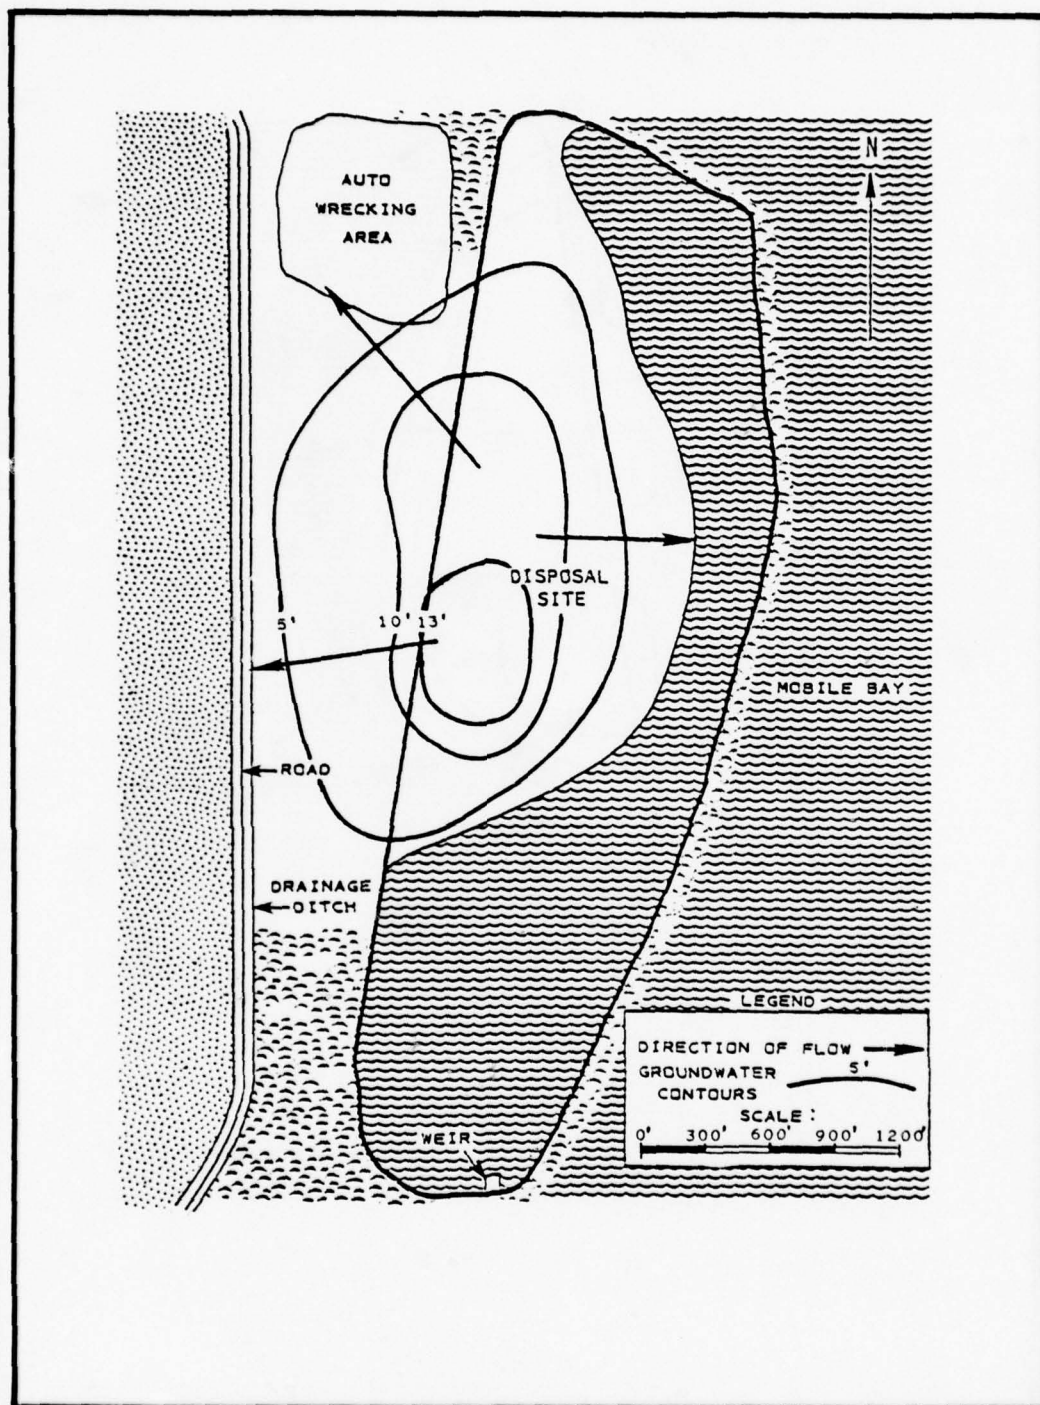 AUTO
WRECKING
AREA
N
DISPOSAL
SITE
5'
10'
13'
MOBILE BAY
ROAD
DRAINAGE
DITCH
WEIR
LEGEND
DIRECTION OF FLOW
GROUNDWATER
CONTOURS
5'
SCALE:
0' 300' 600' 900' 1200'